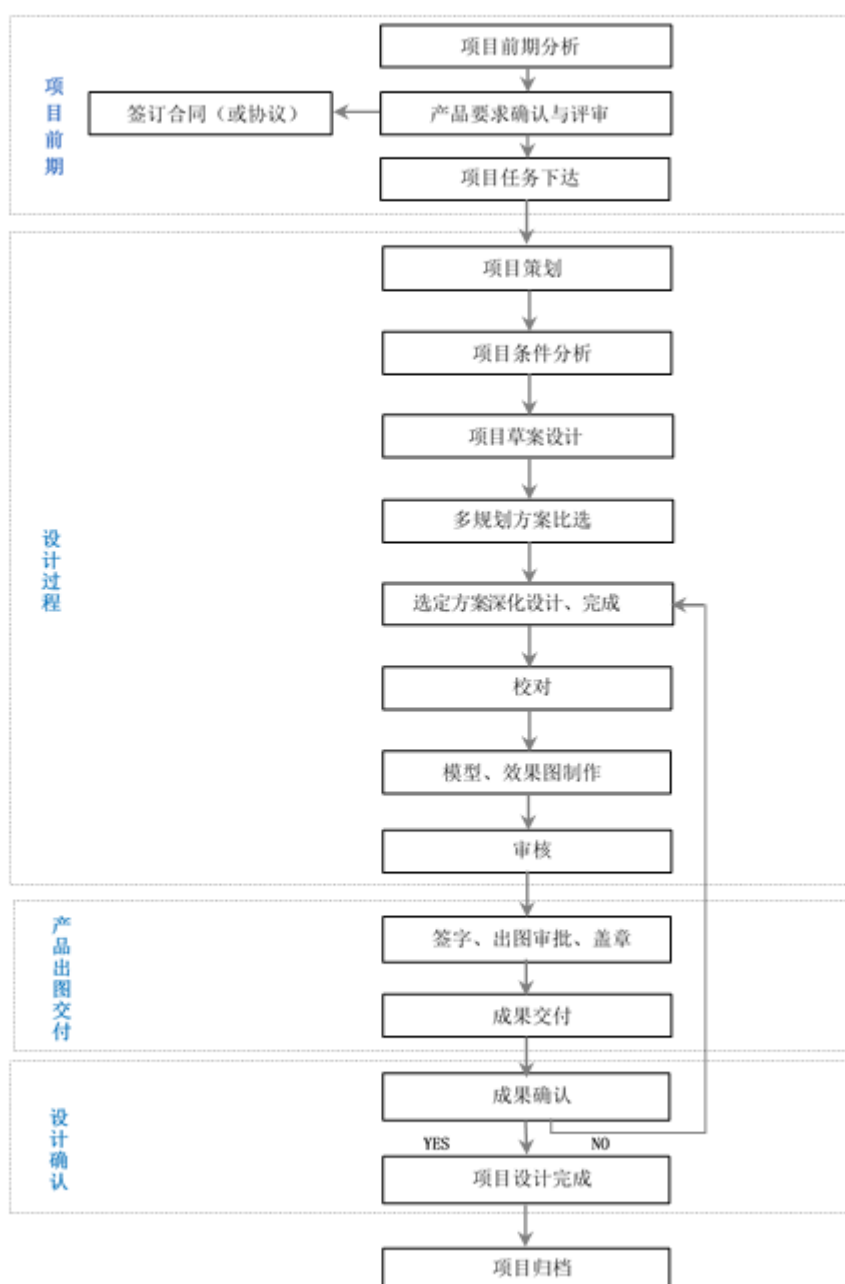 项目前期
项目前期分析
签订合同（或协议）
产品要求确认与评审
项目任务下达
设计过程
项目策划
项目条件分析
项目草案设计
多规划方案比选
选定方案深化设计、完成
校对
模型、效果图制作
审核
产品出图交付
签字、出图审批、盖章
成果交付
设计确认
成果确认
YES
NO
项目设计完成
项目归档